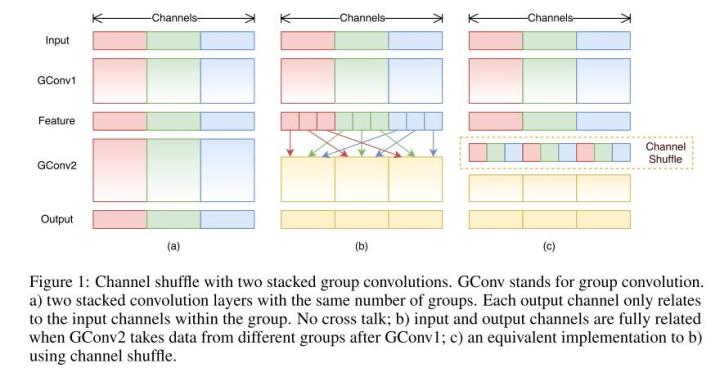 Channels Channels Channels
Input
GConv1
Feature
Channel
Shuffle
GConv2
Output
(a) (b) (c)
Figure 1: Channel shuffle with two stacked group convolutions. GConv stands for group convolution.
a) two stacked convolution layers with the same number of groups. Each output channel only relates
to the input channels within the group. No cross talk; b) input and output channels are fully related
when GConv2 takes data from different groups after GConv1; c) an equivalent implementation to b)
using channel shuffle.